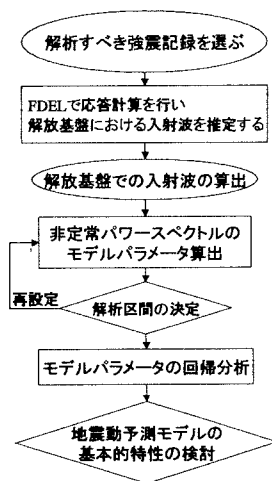 解析すべき強震記録を選ぶ
FDELで応答計算を行い
解放基盤における入射波を推定する
解放基盤での入射波の算出
非定常パワースペクトルの
モデルパラメータ算出
再設定
解析区間の決定
モデルパラメータの回帰分析
地震動予測モデルの
基本的特性の検討